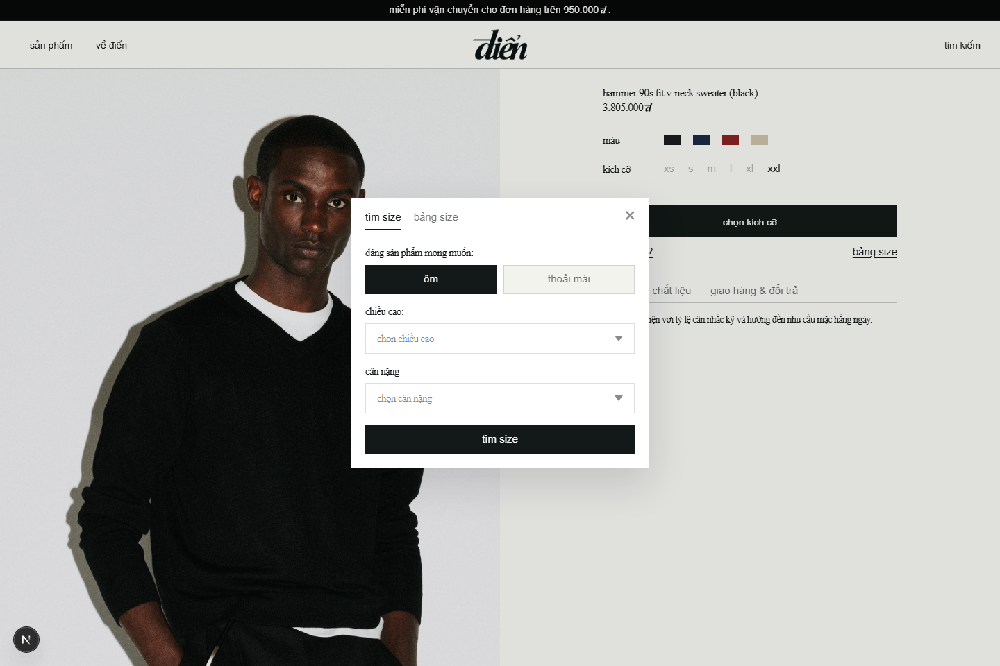 miễn phí vận chuyển cho đơn hàng trên 950.000 đ .
sản phẩm
về điển
điển
tìm kiếm
hammer 90s fit v-neck sweater (black)
3.805.000 đ
màu
kích cỡ
xs s m l xl xxl
chọn kích cỡ
?
bảng size
chất liệu
giao hàng & đổi trả
iện với tỷ lệ cân nhắc kỹ và hướng đến nhu cầu mặc hằng ngày.
tìm size
bảng size
×
dáng sản phẩm mong muốn:
ôm
thoải mái
chiều cao:
chọn chiều cao
cân nặng
chọn cân nặng
tìm size
N